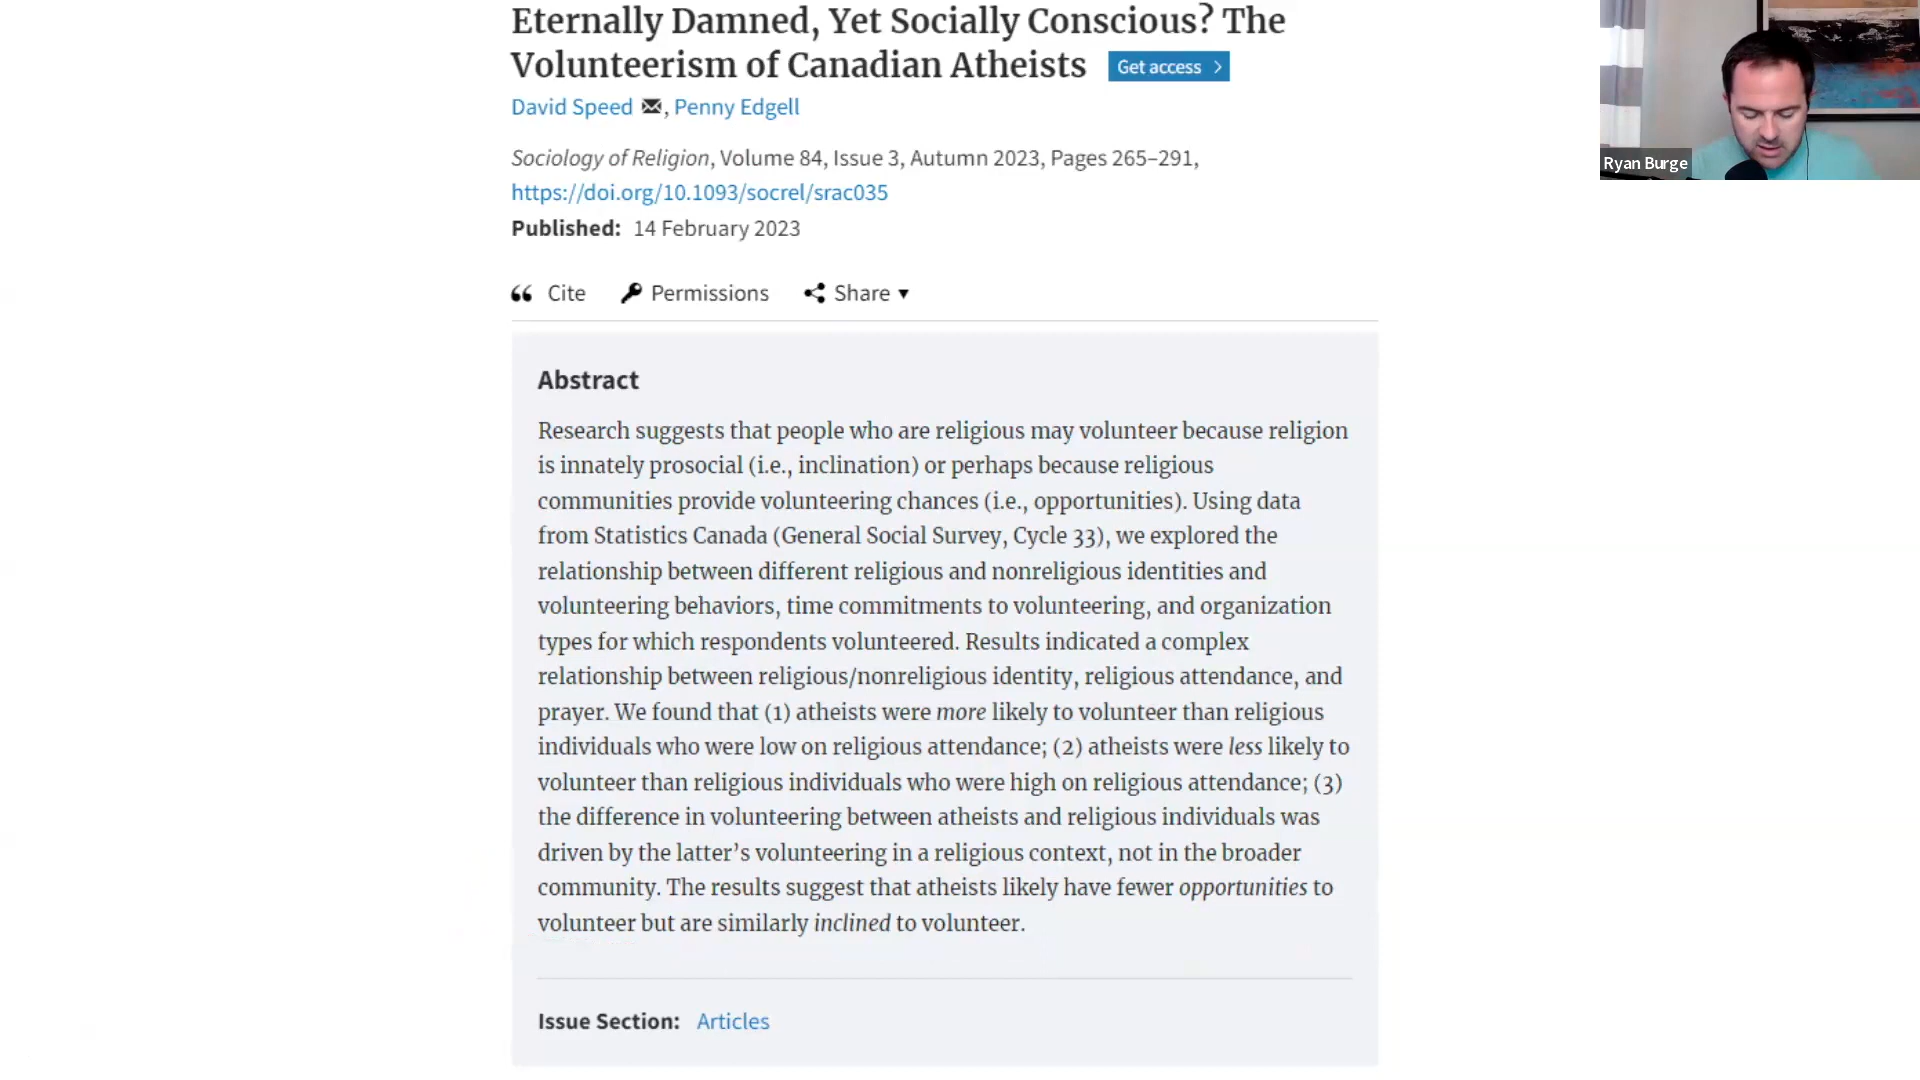 Eternally Damned, Yet Socially Conscious? The
Volunteerism of Canadian Atheists Get access >
David Speed , Penny Edgell
Sociology of Religion, Volume 84, Issue 3, Autumn 2023, Pages 265–291,
https://doi.org/10.1093/socrel/srac035
Published: 14 February 2023
Cite Permissions Share ▾
Abstract
Research suggests that people who are religious may volunteer because religion
is innately prosocial (i.e., inclination) or perhaps because religious
communities provide volunteering chances (i.e., opportunities). Using data
from Statistics Canada (General Social Survey, Cycle 33), we explored the
relationship between different religious and nonreligious identities and
volunteering behaviors, time commitments to volunteering, and organization
types for which respondents volunteered. Results indicated a complex
relationship between religious/nonreligious identity, religious attendance, and
prayer. We found that (1) atheists were more likely to volunteer than religious
individuals who were low on religious attendance; (2) atheists were less likely to
volunteer than religious individuals who were high on religious attendance; (3)
the difference in volunteering between atheists and religious individuals was
driven by the latter’s volunteering in a religious context, not in the broader
community. The results suggest that atheists likely have fewer opportunities to
volunteer but are similarly inclined to volunteer.
Issue Section: Articles
Ryan Burge